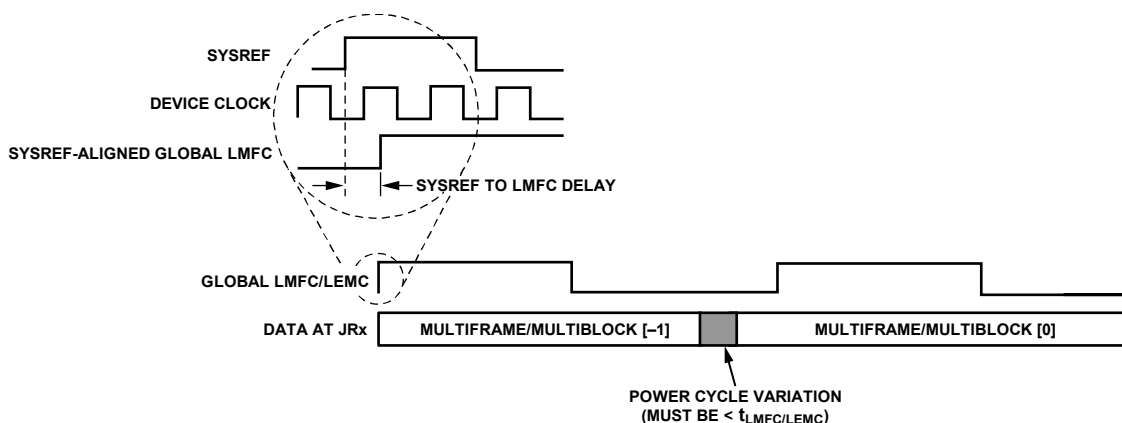 SYSREF
DEVICE CLOCK
SYSREF-ALIGNED GLOBAL LMFC
SYSREF TO LMFC DELAY
GLOBAL LMFC/LEMC
DATA AT JRx
MULTIFRAME/MULTIBLOCK [–1]
MULTIFRAME/MULTIBLOCK [0]
POWER CYCLE VARIATION
(MUST BE < tLMFC/LEMC)